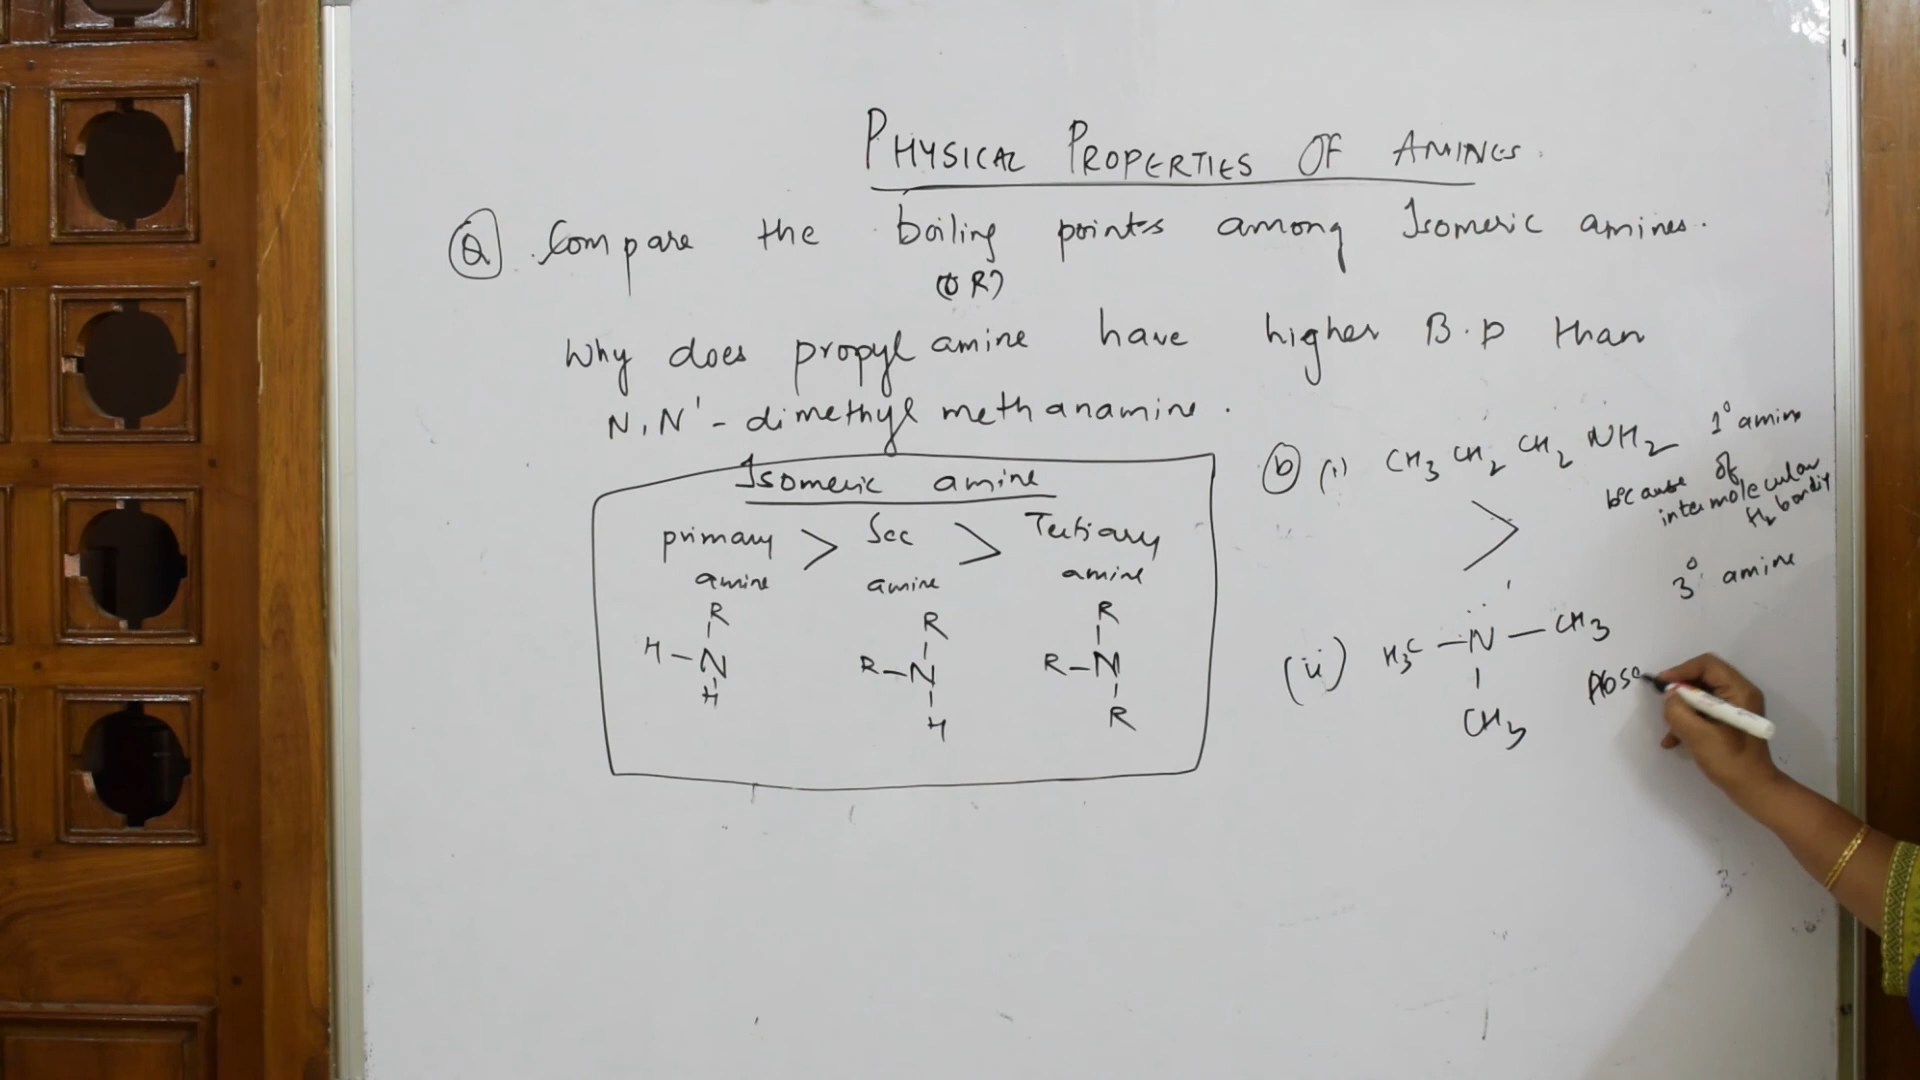 PHYSICAL PROPERTIES OF AMINES.
Q. Compare the boiling points among Isomeric amines.
(OR)
Why does propyl amine have higher B.p than
N,N' - dimethyl methanamine.
Isomeric amine
primary > Sec > Tertiary
amine amine amine
R R R
H - N R - N R - N
H H R
b (i) CH3 CH2 CH2 NH2 1° amine
because of
intermolecular
H2 bonding
>
3° amine
(ii) H3C - N̈ - CH3
CH3
Abse